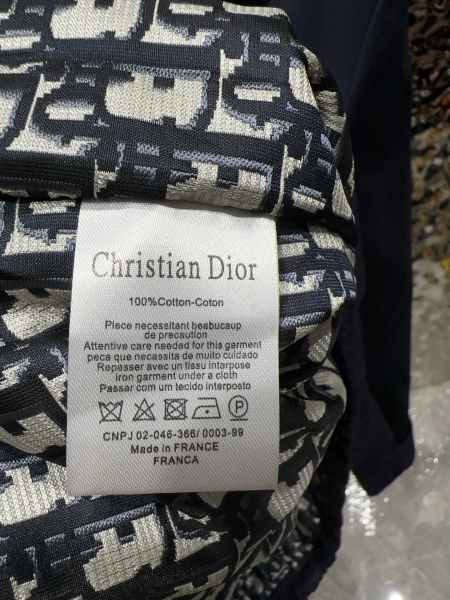 Christian Dior
100%Cotton-Coton
Place necessitant beabucaup
de precaution
Attentive care needed for this garment
peca que necessita de muito cuidado
Repasser avec un tissu interpose
iron garment under a cloth
Passar com um tecido interposto
P
CNPJ 02-046-366/ 0003-99
Made in FRANCE
FRANCA